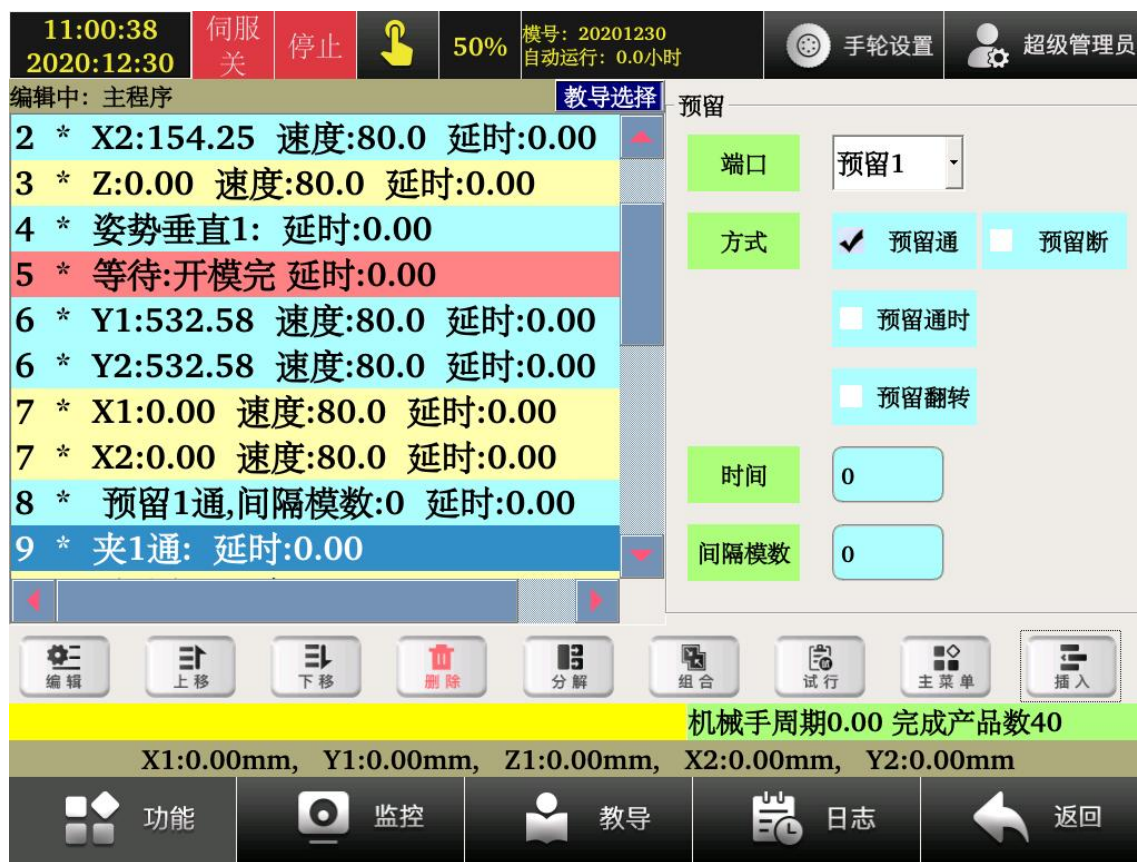 11:00:38
2020:12:30
伺服
关
停止
50%
模号：20201230
自动运行：0.0小时
手轮设置
超级管理员
编辑中：主程序
教导选择
2 * X2:154.25 速度:80.0 延时:0.00
3 * Z:0.00 速度:80.0 延时:0.00
4 * 姿势垂直1: 延时:0.00
5 * 等待:开模完 延时:0.00
6 * Y1:532.58 速度:80.0 延时:0.00
6 * Y2:532.58 速度:80.0 延时:0.00
7 * X1:0.00 速度:80.0 延时:0.00
7 * X2:0.00 速度:80.0 延时:0.00
8 * 预留1通,间隔模数:0 延时:0.00
9 * 夹1通: 延时:0.00
预留
端口
预留1
方式
预留通
预留断
预留通时
预留翻转
时间
0
间隔模数
0
编辑
上移
下移
删除
分解
组合
试行
主菜单
插入
机械手周期0.00 完成产品数40
X1:0.00mm, Y1:0.00mm, Z1:0.00mm, X2:0.00mm, Y2:0.00mm
功能
监控
教导
日志
返回